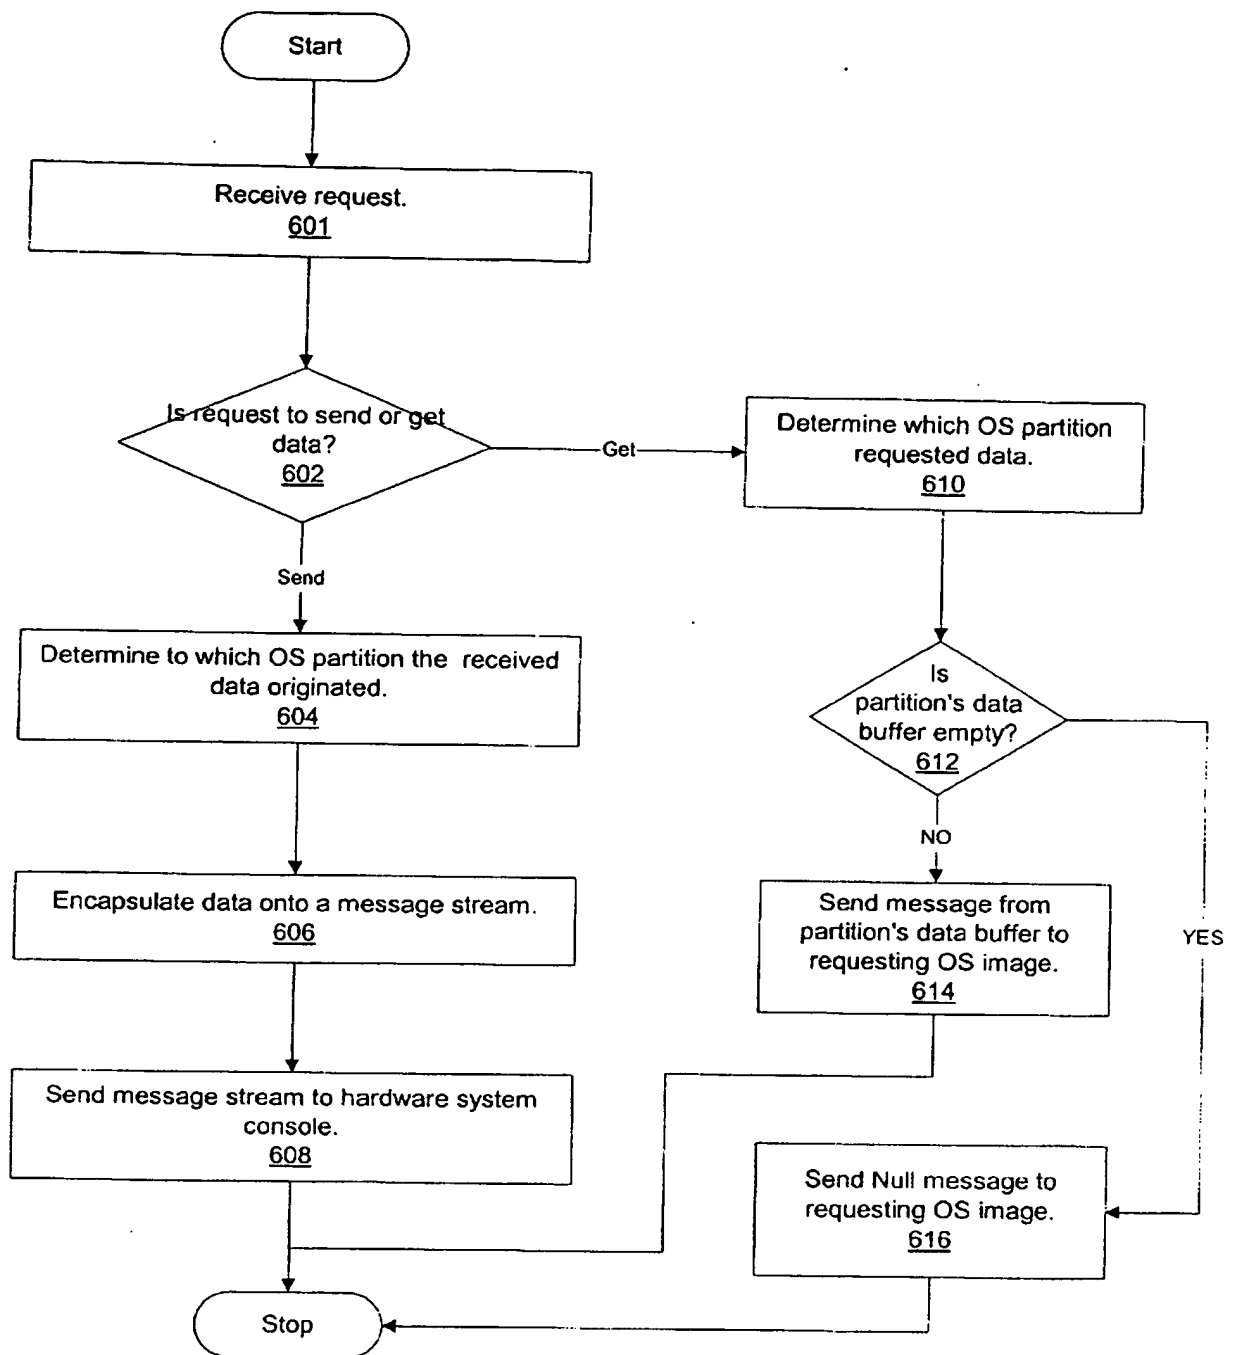 Start
Receive request.
601
Is request to send or get
data?
602
Get
Determine which OS partition
requested data.
610
Send
Determine to which OS partition the received
data originated.
604
Is
partition's data
buffer empty?
612
NO
YES
Encapsulate data onto a message stream.
606
Send message from
partition's data buffer to
requesting OS image.
614
Send message stream to hardware system
console.
608
Send Null message to
requesting OS image.
616
Stop